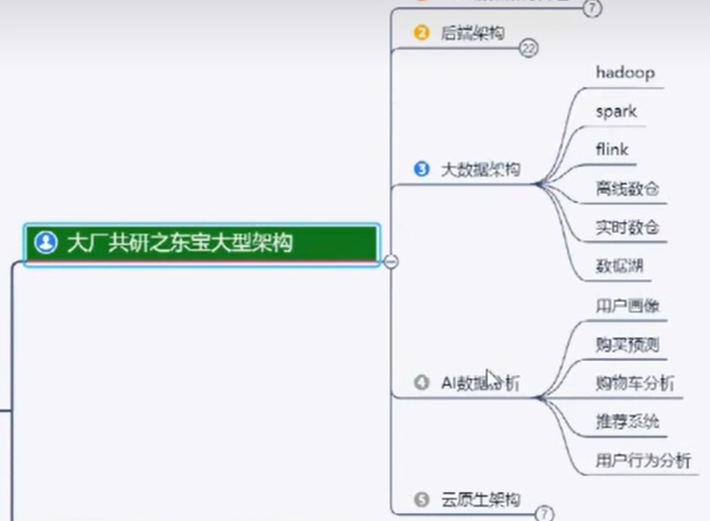 7
2 后端架构
22
hadoop
spark
flink
3 大数据架构
离线数仓
实时数仓
大厂共研之东宝大型架构
数据湖
用户画像
购买预测
4 AI数据分析
购物车分析
推荐系统
用户行为分析
5 云原生架构
7